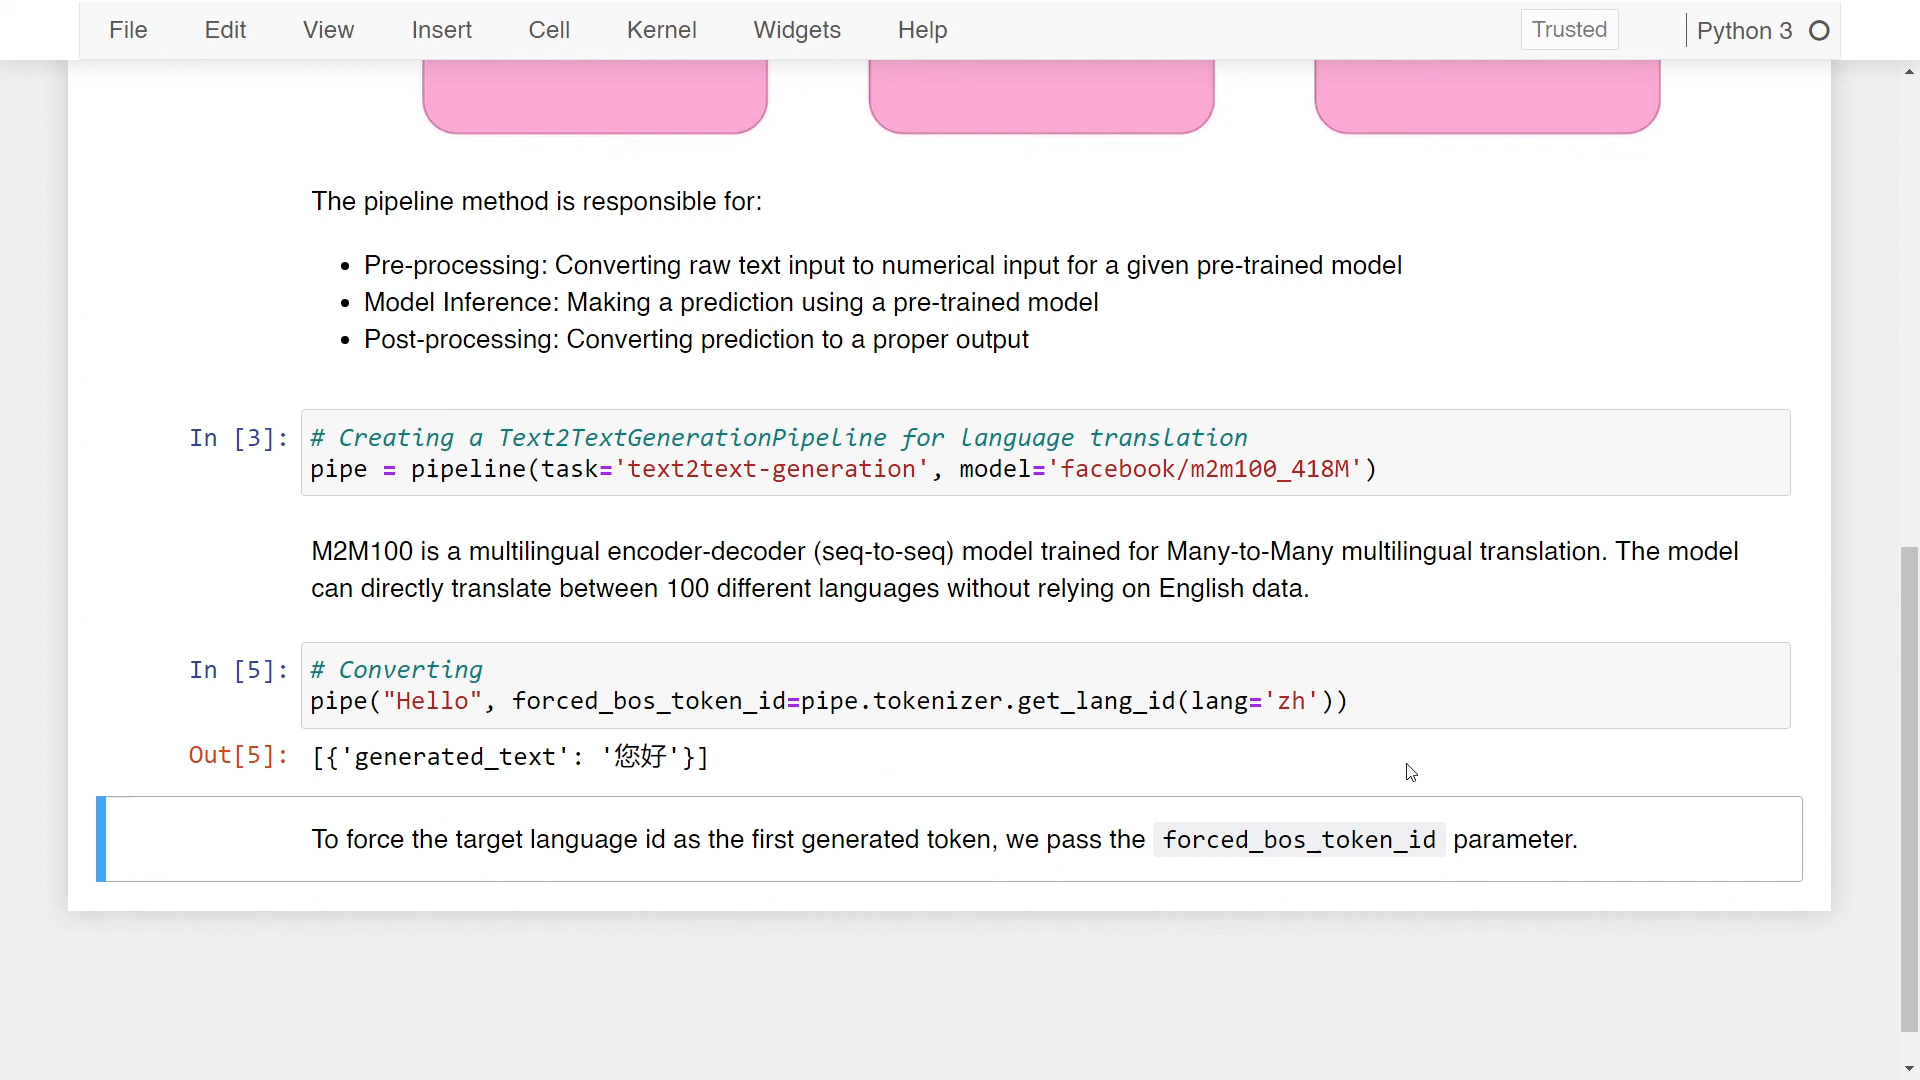 File Edit View Insert Cell Kernel Widgets Help Trusted Python 3
The pipeline method is responsible for:
• Pre-processing: Converting raw text input to numerical input for a given pre-trained model
• Model Inference: Making a prediction using a pre-trained model
• Post-processing: Converting prediction to a proper output
In [3]: # Creating a Text2TextGenerationPipeline for language translation
pipe = pipeline(task='text2text-generation', model='facebook/m2m100_418M')
M2M100 is a multilingual encoder-decoder (seq-to-seq) model trained for Many-to-Many multilingual translation. The model
can directly translate between 100 different languages without relying on English data.
In [5]: # Converting
pipe("Hello", forced_bos_token_id=pipe.tokenizer.get_lang_id(lang='zh'))
Out[5]: [{'generated_text': '您好'}]
To force the target language id as the first generated token, we pass the forced_bos_token_id parameter.